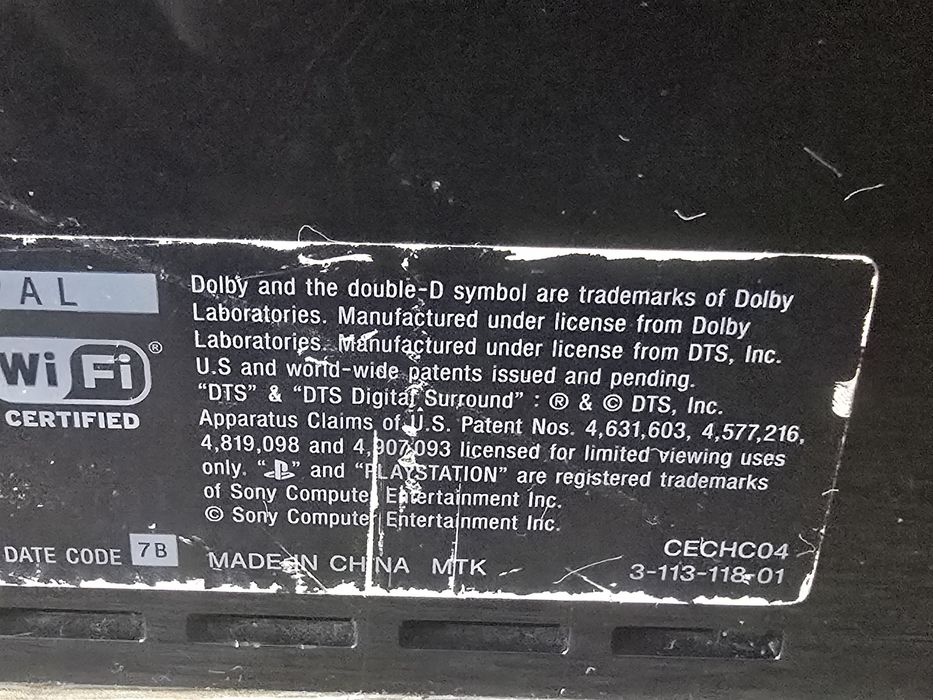 AL
Wi Fi ®
CERTIFIED
Dolby and the double-D symbol are trademarks of Dolby
Laboratories. Manufactured under license from Dolby
Laboratories. Manufactured under license from DTS, Inc.
U.S and world-wide patents issued and pending.
“DTS” & “DTS Digital Surround” : ® & © DTS, Inc.
Apparatus Claims of U.S. Patent Nos. 4,631,603, 4,577,216,
4,819,098 and 4,907,093 licensed for limited viewing uses
only. “ ” and “PLAYSTATION” are registered trademarks
of Sony Computer Entertainment Inc.
© Sony Computer Entertainment Inc.
DATE CODE 7B
MADE IN CHINA MTK
CECHC04
3-113-118-01